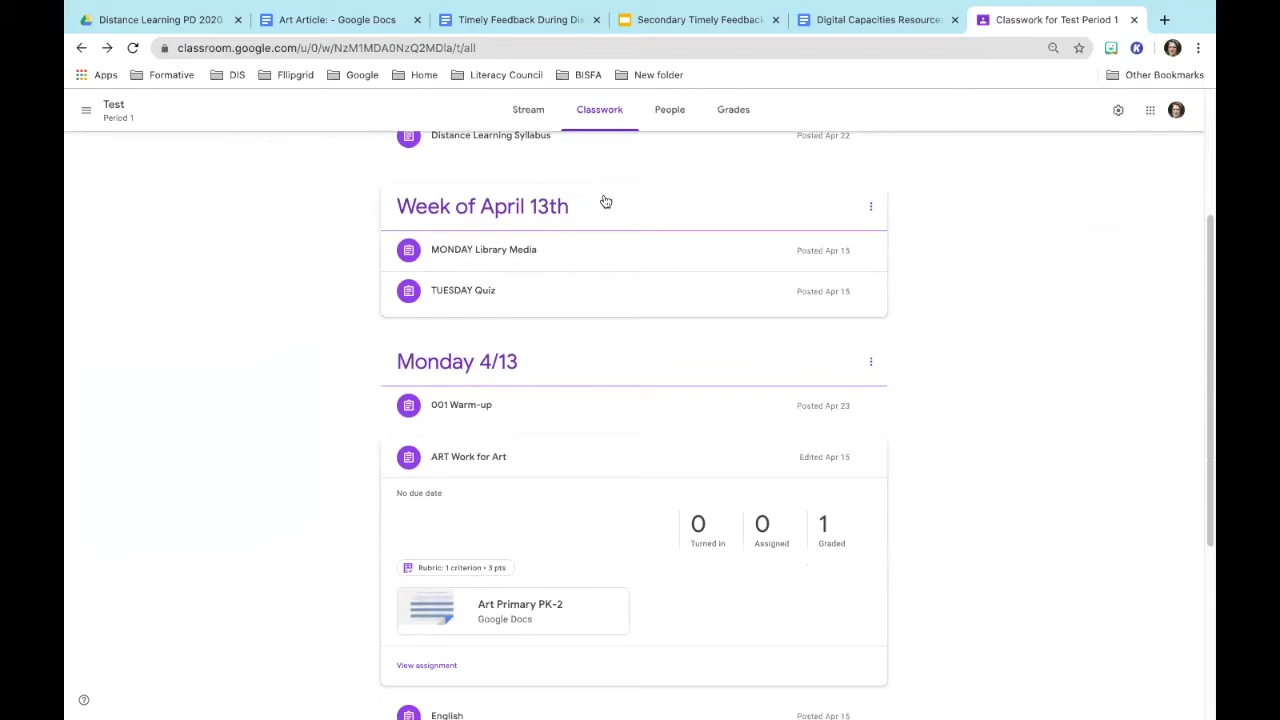 Distance Learning PD 2020
Art Article: - Google Docs
Timely Feedback During Dis
Secondary Timely Feedback
Digital Capacities Resource
Classwork for Test Period 1
classroom.google.com/u/0/w/NzM1MDA0NzQ2MDla/t/all
Apps
Formative
DIS
Fllipgrid
Google
Home
Literacy Council
BISFA
New folder
Other Bookmarks
Test
Period 1
Stream
Classwork
People
Grades
Distance Learning Syllabus
Posted Apr 22
Week of April 13th
MONDAY Library Media
Posted Apr 15
TUESDAY Quiz
Posted Apr 15
Monday 4/13
001 Warm-up
Posted Apr 23
ART Work for Art
Edited Apr 15
No due date
0
0
1
Turned in
Assigned
Graded
Rubric: 1 criterion • 3 pts
Art Primary PK-2
Google Docs
View assignment
English
Posted Apr 15